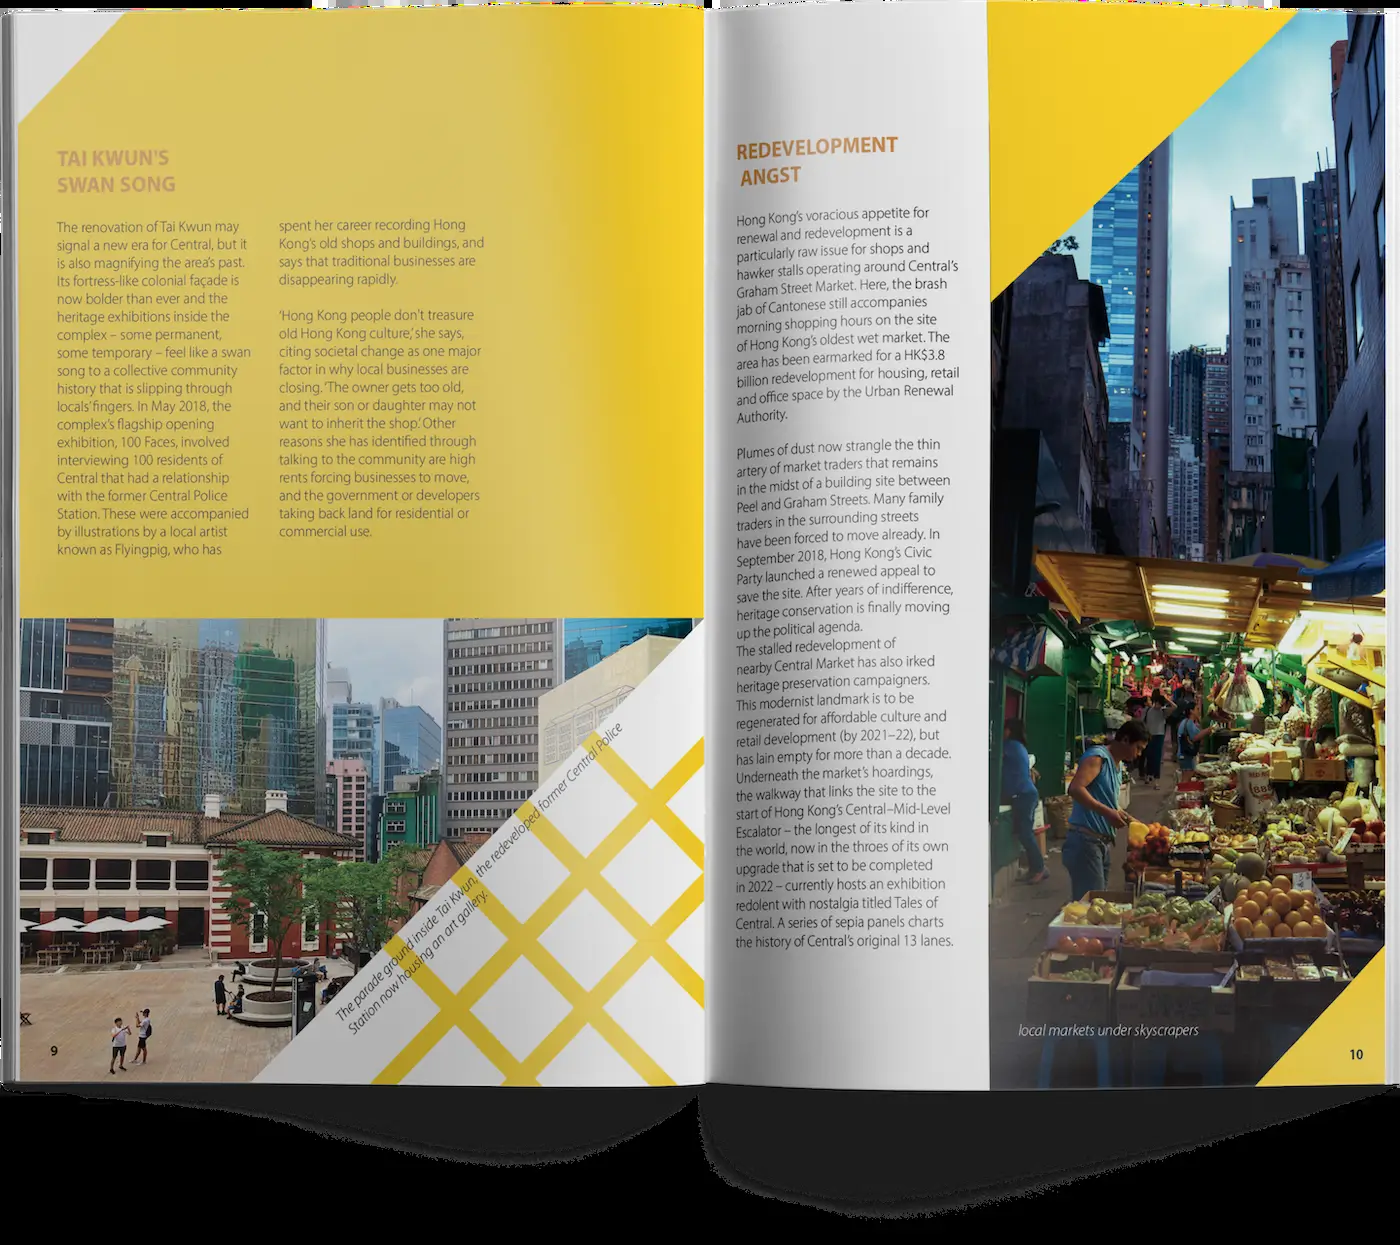 TAI KWUN'S
SWAN SONG
The renovation of Tai Kwun may
signal a new era for Central, but it
is also magnifying the area's past.
Its fortress-like colonial façade is
now bolder than ever and the
heritage exhibitions inside the
complex – some permanent,
some temporary – feel like a swan
song to a collective community
history that is slipping through
locals' fingers. In May 2018, the
complex's flagship opening
exhibition, 100 Faces, involved
interviewing 100 residents of
Central that had a relationship
with the former Central Police
Station. These were accompanied
by illustrations by a local artist
known as Flyingpig, who has
spent her career recording Hong
Kong's old shops and buildings, and
says that traditional businesses are
disappearing rapidly.
'Hong Kong people don't treasure
old Hong Kong culture,' she says,
citing societal change as one major
factor in why local businesses are
closing. 'The owner gets too old,
and their son or daughter may not
want to inherit the shop.' Other
reasons she has identified through
talking to the community are high
rents forcing businesses to move,
and the government or developers
taking back land for residential or
commercial use.
The parade ground inside Tai Kwun, the redeveloped former Central Police
Station now housing an art gallery.
9
REDEVELOPMENT
ANGST
Hong Kong's voracious appetite for
renewal and redevelopment is a
particularly raw issue for shops and
hawker stalls operating around Central's
Graham Street Market. Here, the brash
jab of Cantonese still accompanies
morning shopping hours on the site
of Hong Kong's oldest wet market. The
area has been earmarked for a HK$3.8
billion redevelopment for housing, retail
and office space by the Urban Renewal
Authority.
Plumes of dust now strangle the thin
artery of market traders that remains
in the midst of a building site between
Peel and Graham Streets. Many family
traders in the surrounding streets
have been forced to move already. In
September 2018, Hong Kong's Civic
Party launched a renewed appeal to
save the site. After years of indifference,
heritage conservation is finally moving
up the political agenda.
The stalled redevelopment of
nearby Central Market has also irked
heritage preservation campaigners.
This modernist landmark is to be
regenerated for affordable culture and
retail development (by 2021–22), but
has lain empty for more than a decade.
Underneath the market's hoardings,
the walkway that links the site to the
start of Hong Kong's Central–Mid-Level
Escalator – the longest of its kind in
the world, now in the throes of its own
upgrade that is set to be completed
in 2022 – currently hosts an exhibition
redolent with nostalgia titled Tales of
Central. A series of sepia panels charts
the history of Central's original 13 lanes.
local markets under skyscrapers
10